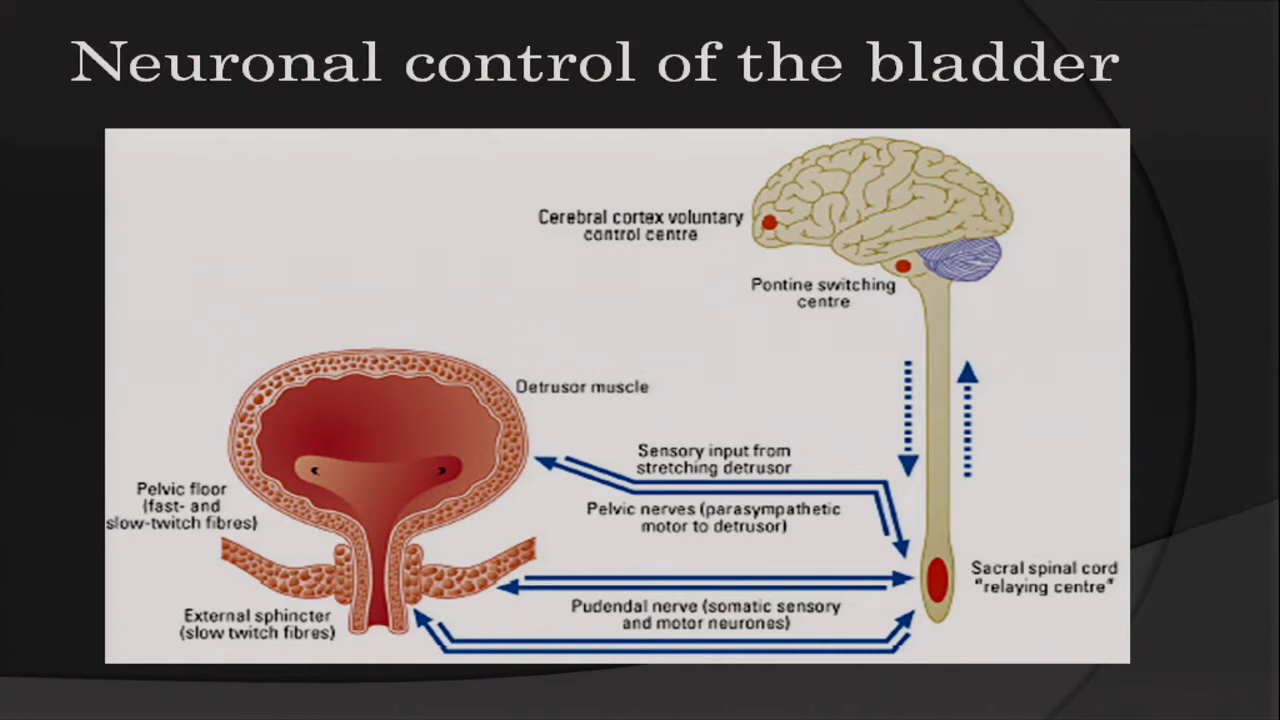 Neuronal control of the bladder
Cerebral cortex voluntary
control centre
Pontine switching
centre
Detrusor muscle
Sensory input from
stretching detrusor
Pelvic floor
(fast- and
slow-twitch fibres)
Pelvic nerves (parasympathetic
motor to detrusor)
Sacral spinal cord
"relaying centre"
External sphincter
(slow twitch fibres)
Pudendal nerve (somatic sensory
and motor neurones)